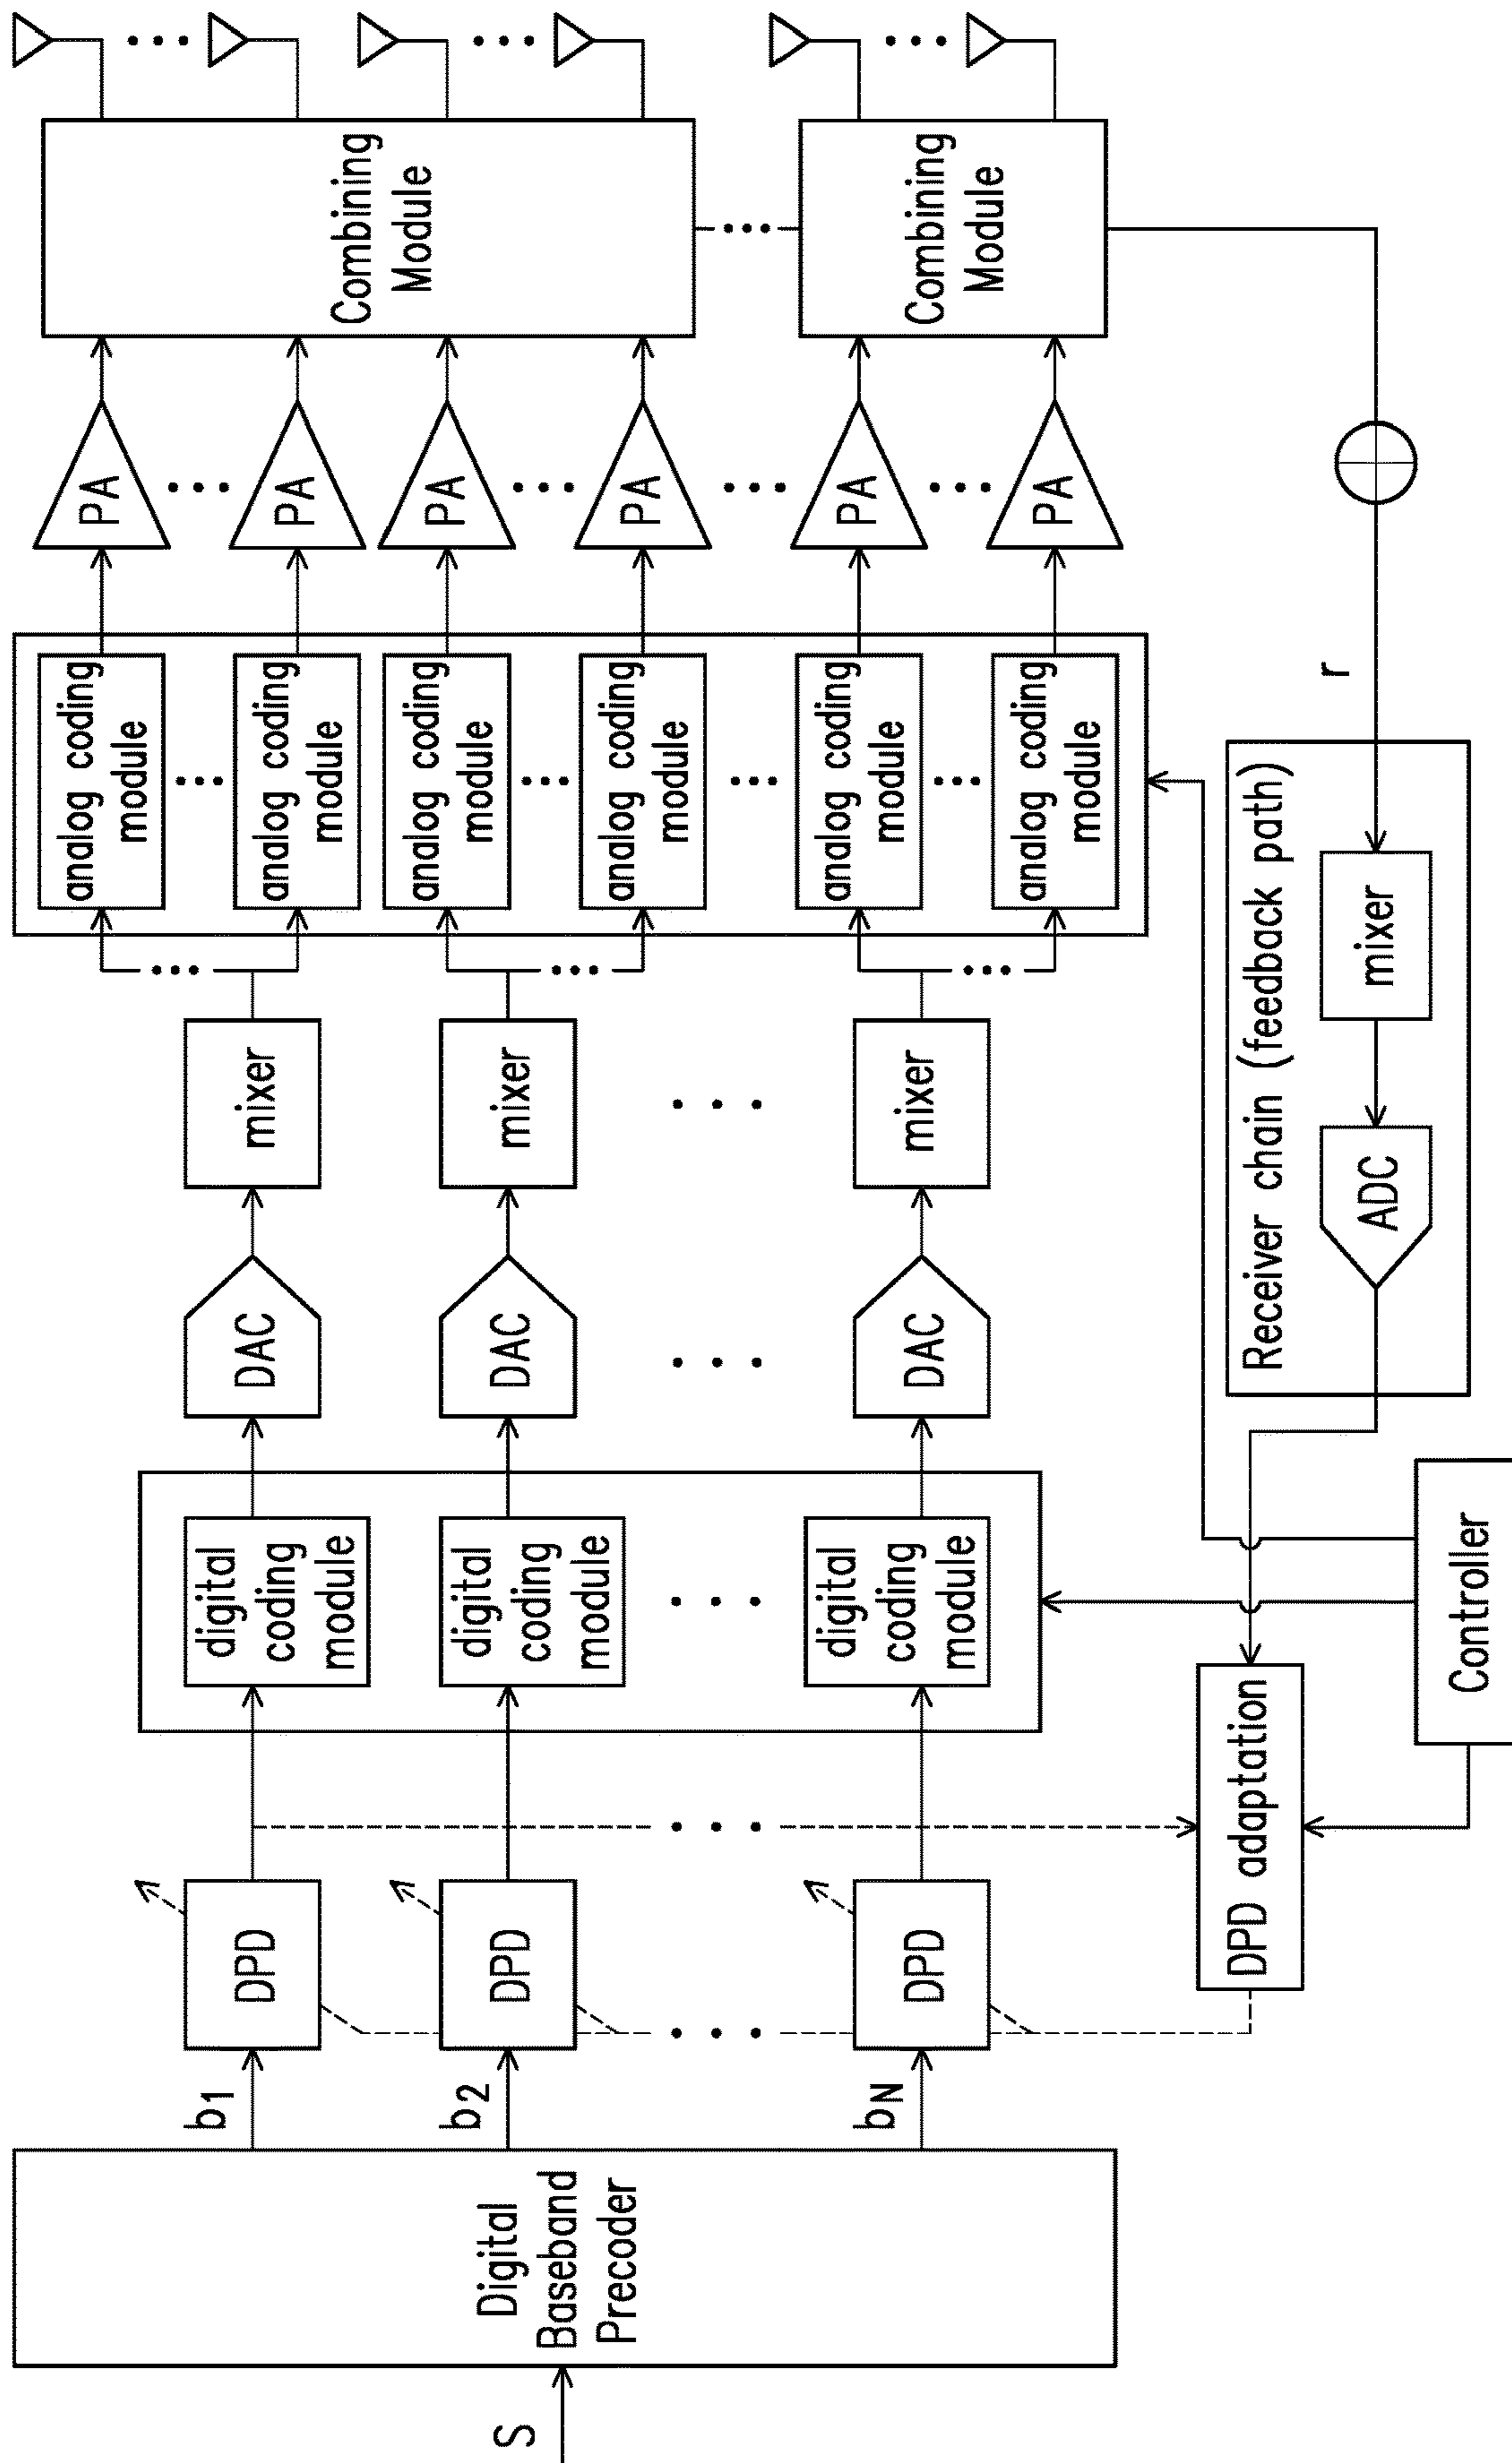 S
Digital
Baseband
Precoder
b1
b2
bN
DPD
DPD
DPD
DPD adaptation
digital
coding
module
digital
coding
module
digital
coding
module
Controller
DAC
DAC
DAC
mixer
mixer
mixer
Receiver chain (feedback path)
ADC
mixer
r
analog coding
module
analog coding
module
analog coding
module
analog coding
module
analog coding
module
analog coding
module
PA
PA
PA
PA
PA
PA
Combining
Module
Combining
Module